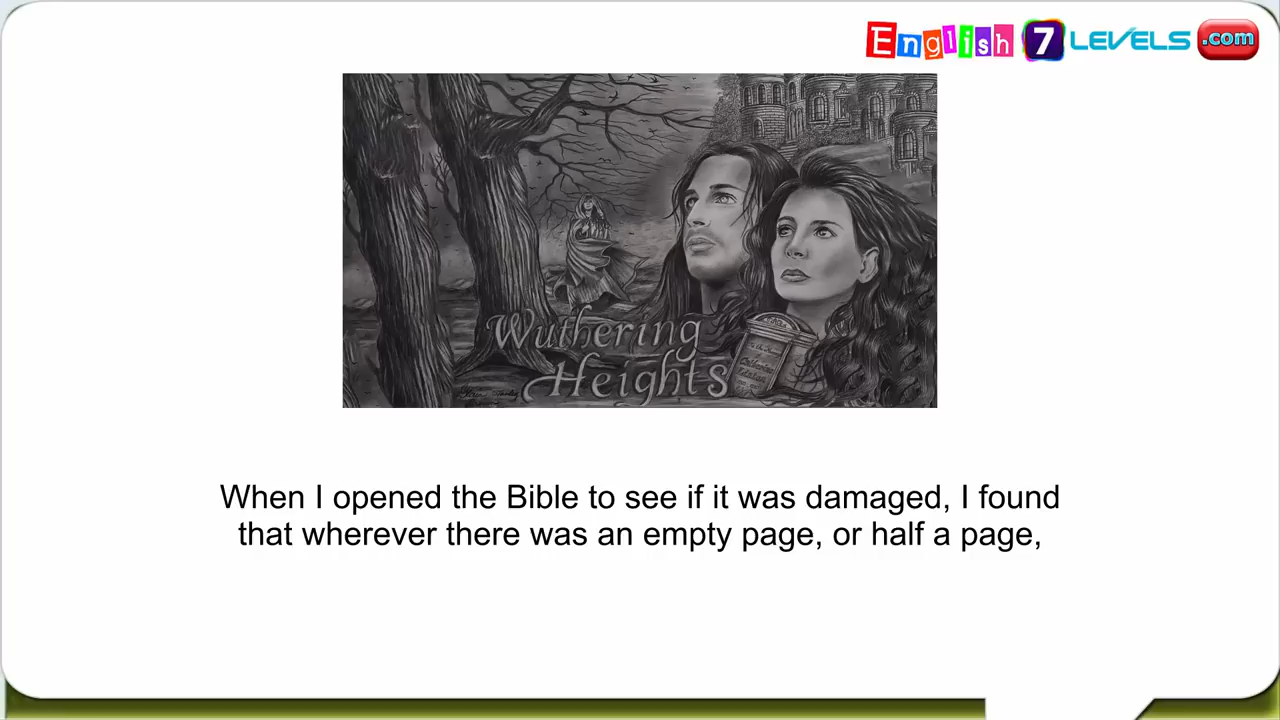 English 7 LEVELS .com
Wuthering
Heights
When I opened the Bible to see if it was damaged, I found
that wherever there was an empty page, or half a page,